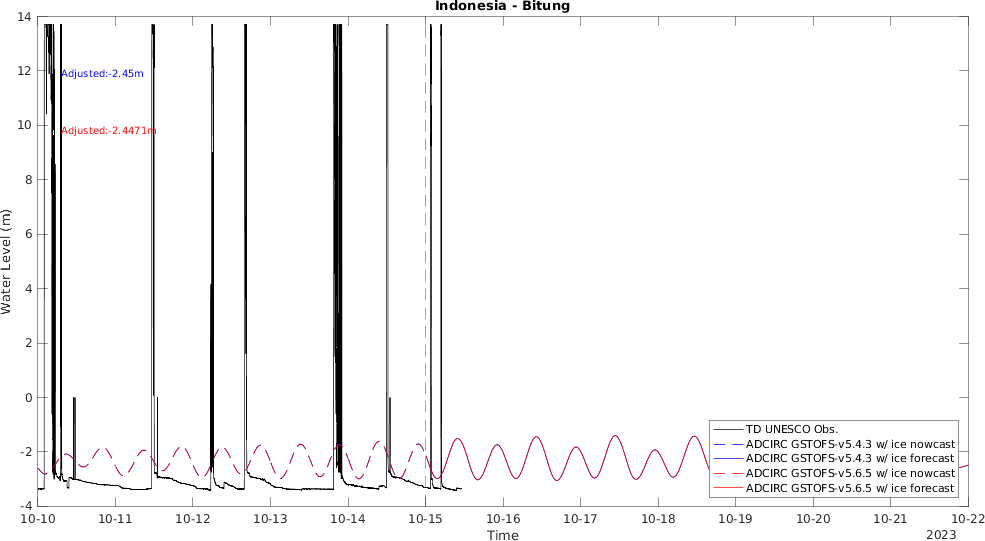 Indonesia - Bitung
14
12
10
8
6
4
2
0
-2
-4
Water Level (m)
Adjusted:-2.45m
Adjusted:-2.4471m
TD UNESCO Obs.
ADCIRC GSTOFS-v5.4.3 w/ ice nowcast
ADCIRC GSTOFS-v5.4.3 w/ ice forecast
ADCIRC GSTOFS-v5.6.5 w/ ice nowcast
ADCIRC GSTOFS-v5.6.5 w/ ice forecast
10-10 10-11 10-12 10-13 10-14 10-15 10-16 10-17 10-18 10-19 10-20 10-21 10-22
Time
2023